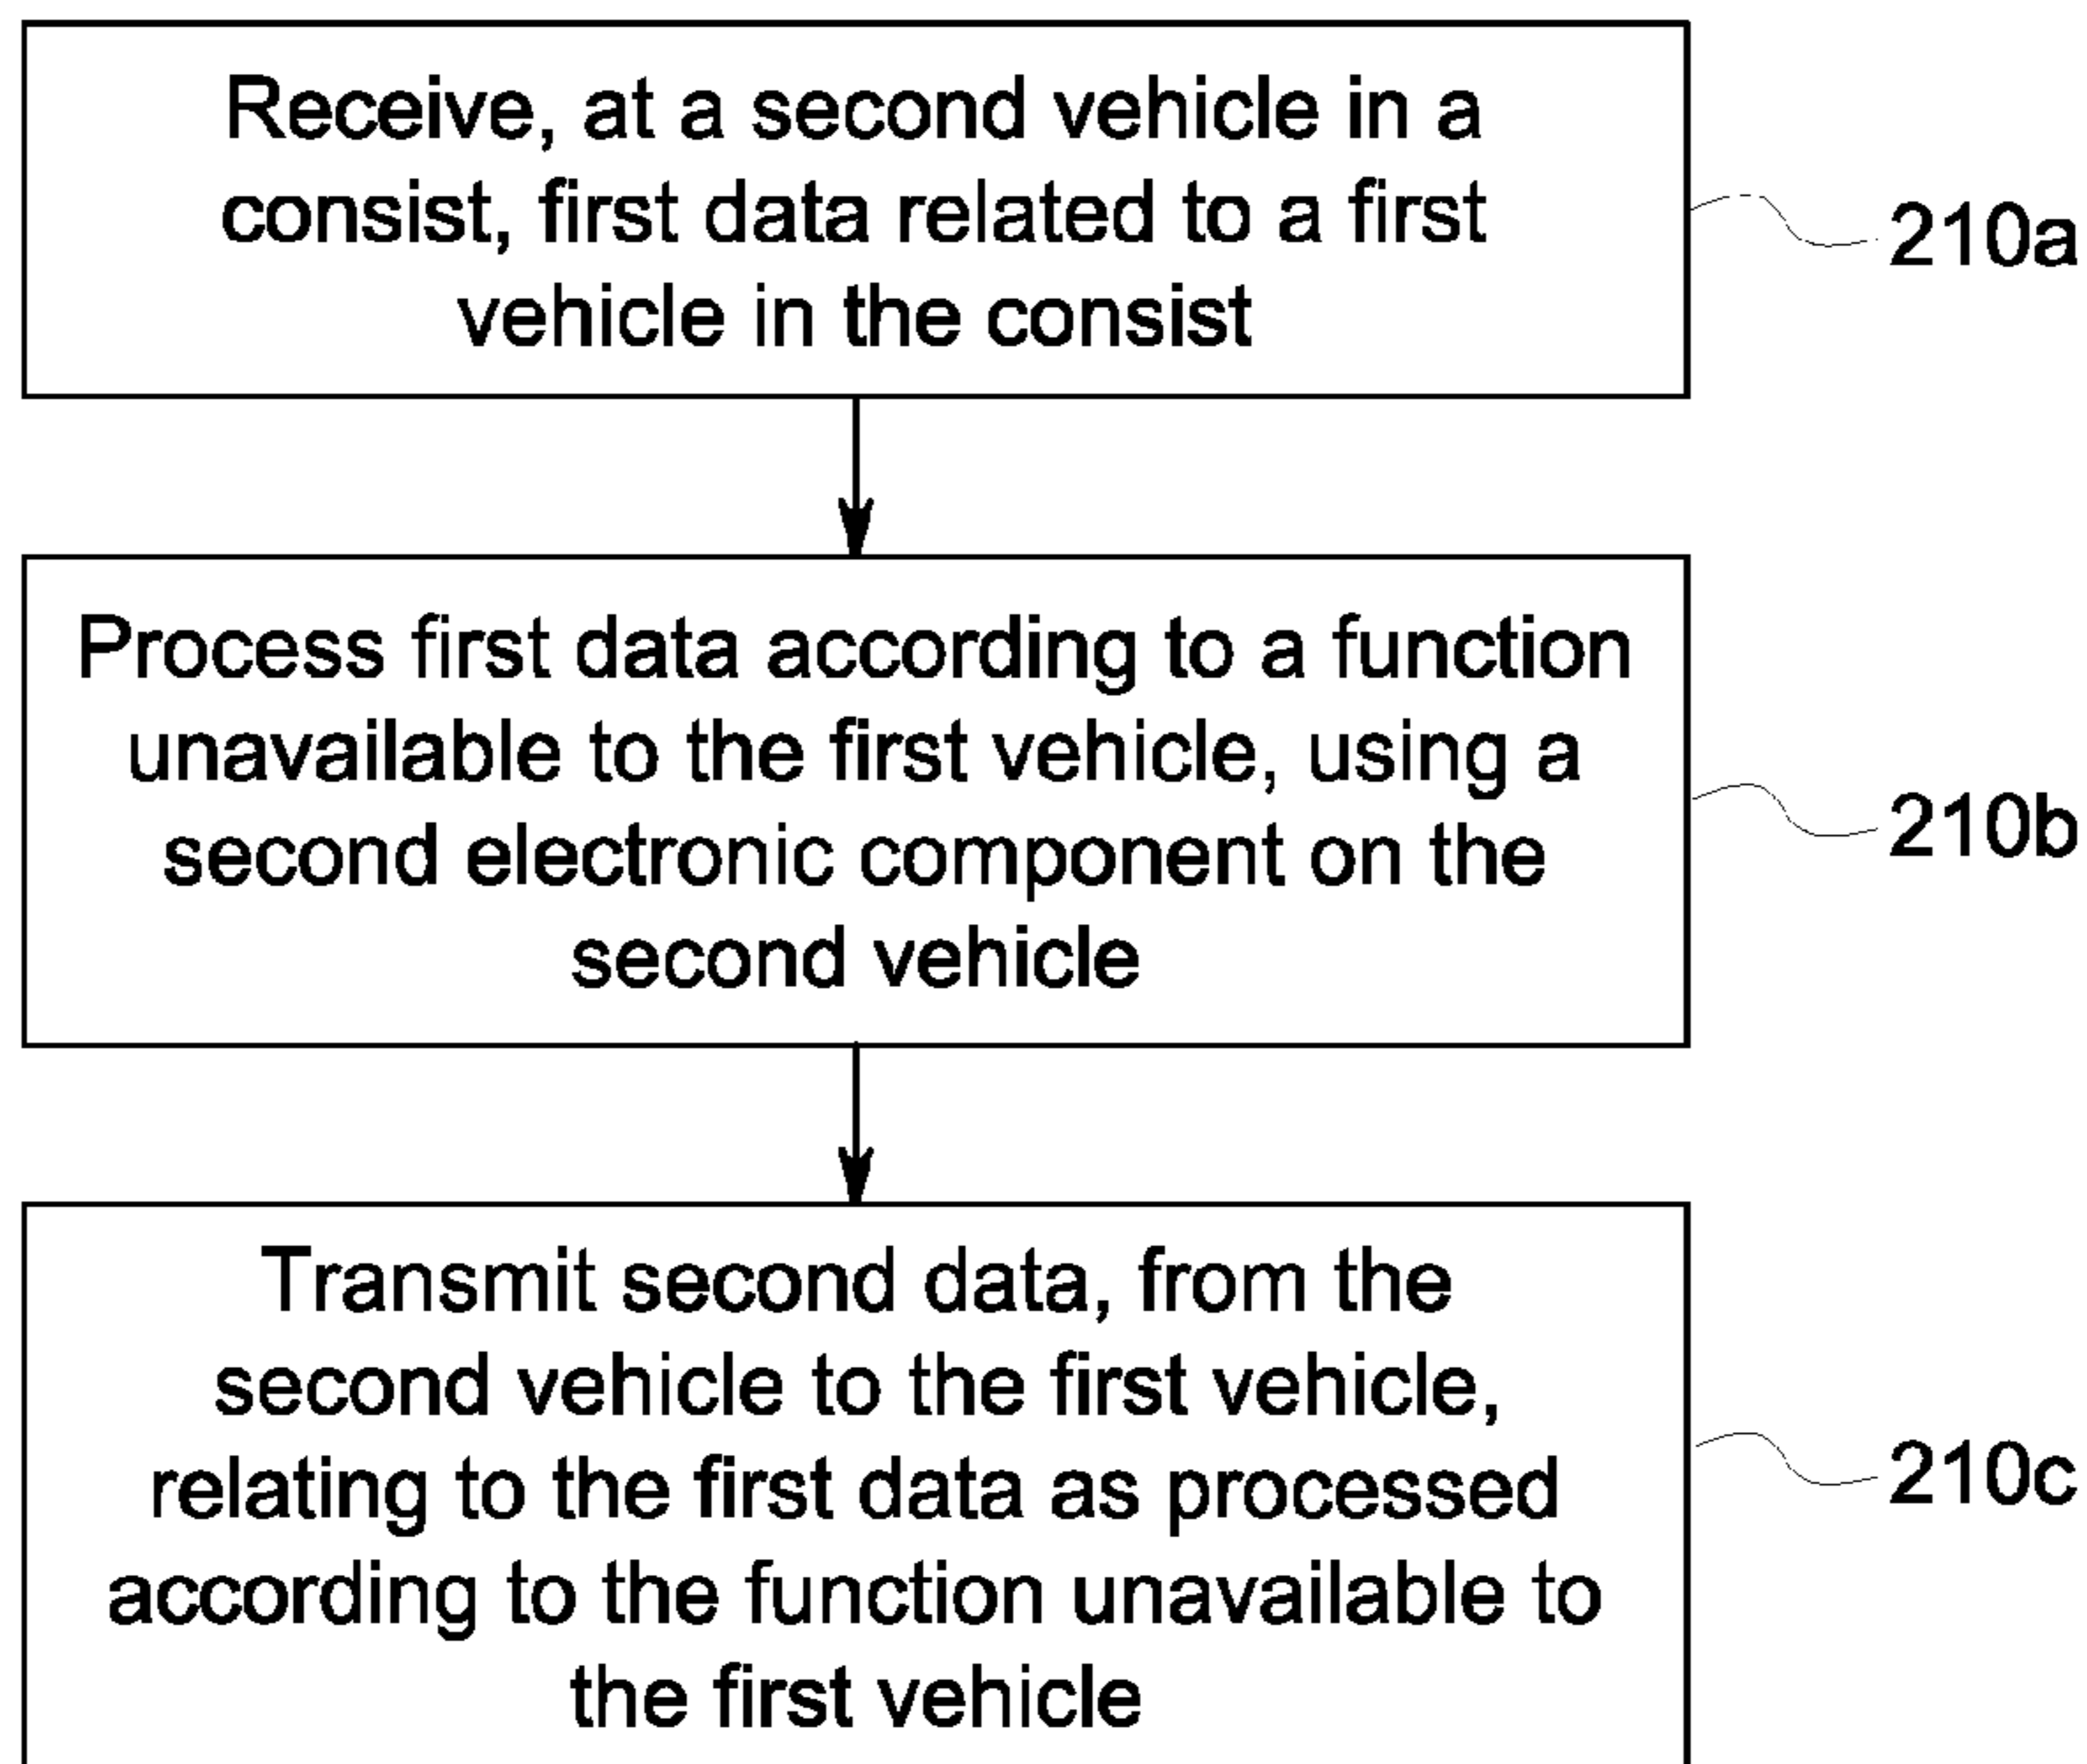 Receive, at a second vehicle in a
consist, first data related to a first
vehicle in the consist
210a
Process first data according to a function
unavailable to the first vehicle, using a
second electronic component on the
second vehicle
210b
Transmit second data, from the
second vehicle to the first vehicle,
relating to the first data as processed
according to the function unavailable to
the first vehicle
210c